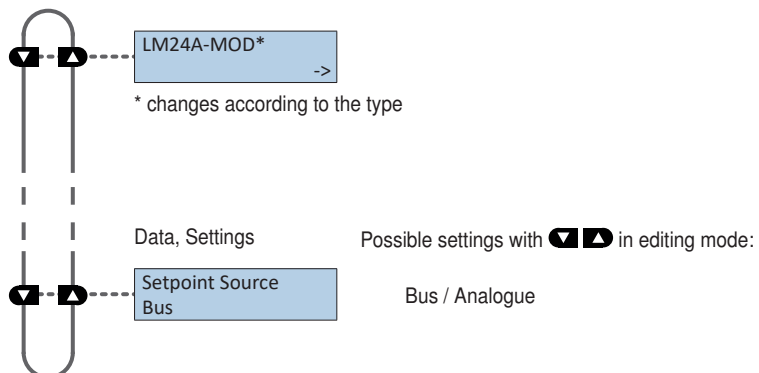 LM24A-MOD*
->
* changes according to the type
Data, Settings
Possible settings with in editing mode:
Setpoint Source
Bus
Bus / Analogue